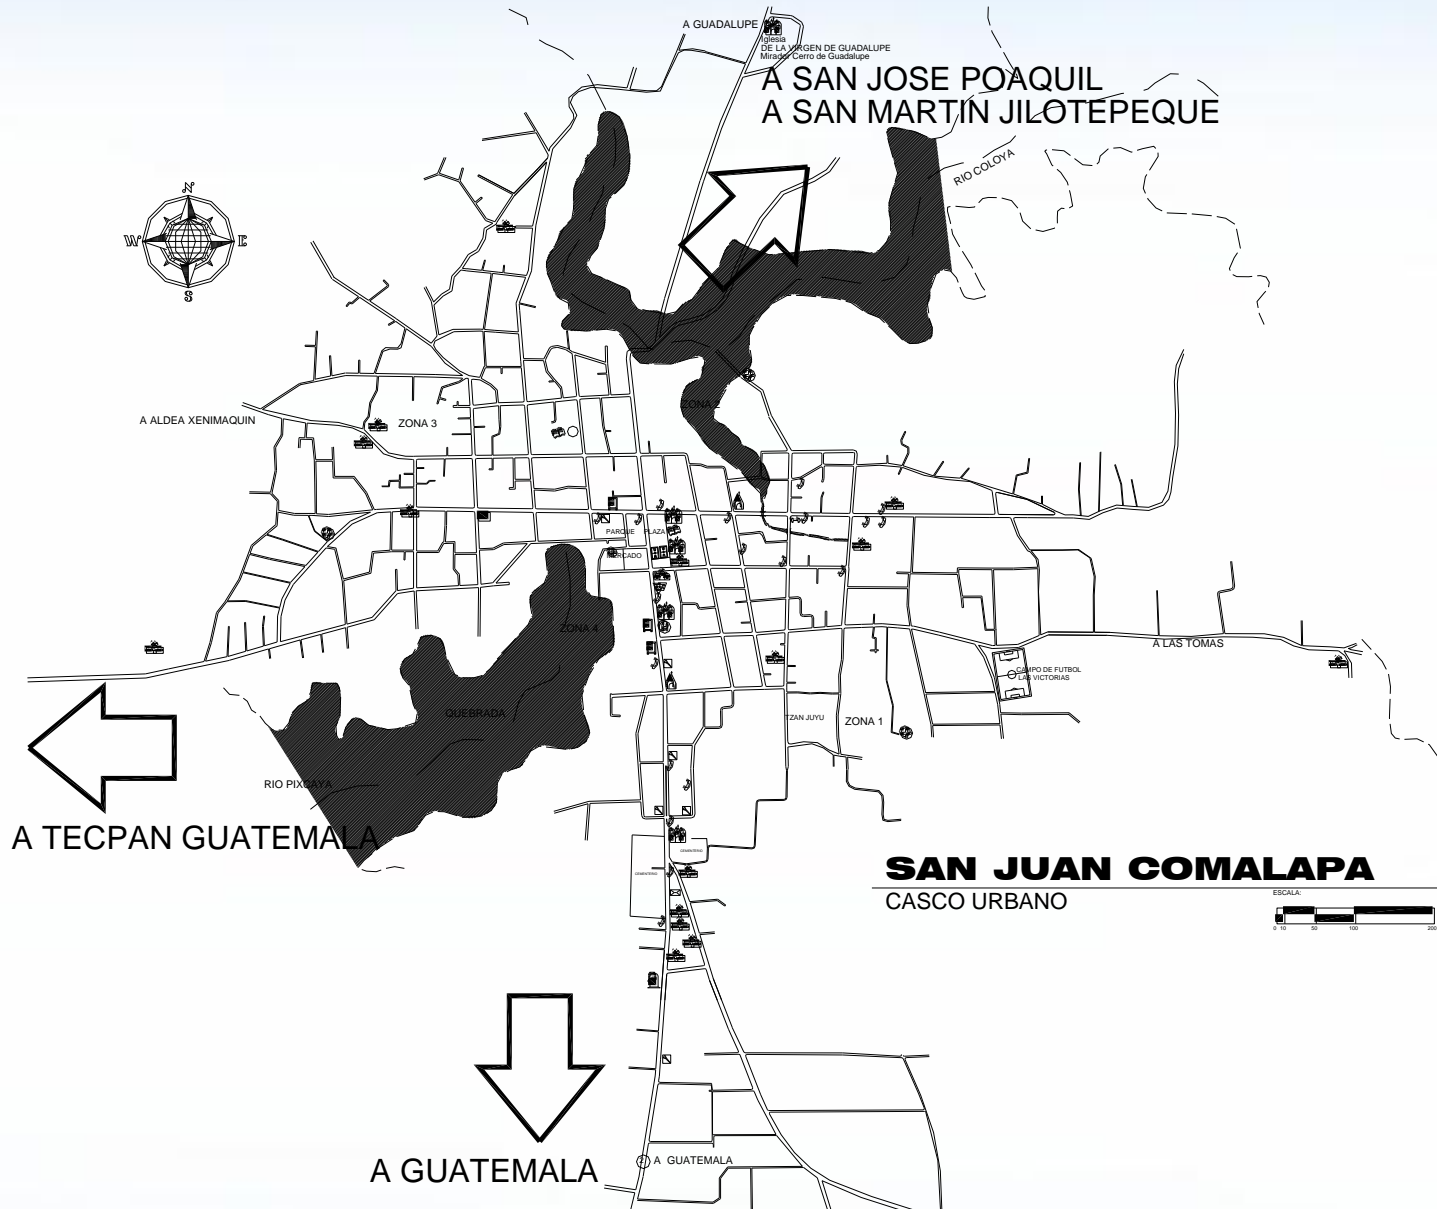 A GUADALUPE
Iglesia
DE LA VIRGEN DE GUADALUPE
Mirador Cerro de Guadalupe
A SAN JOSE POAQUIL
A SAN MARTIN JILOTEPEQUE
RIO COLOYA
N
W
E
S
A ALDEA XENIMAQUIN
ZONA 3
ZONA 2
PARQUE
PLAZA
MERCADO
ZONA 4
A LAS TOMAS
CAMPO DE FUTBOL
LAS VICTORIAS
QUEBRADA
TZAN JUYU
ZONA 1
RIO PIXCAYA
A TECPAN GUATEMALA
CEMENTERIO
CEMENTERIO
SAN JUAN COMALAPA
CASCO URBANO
ESCALA:
0 10 50 100 200
A GUATEMALA
A GUATEMALA